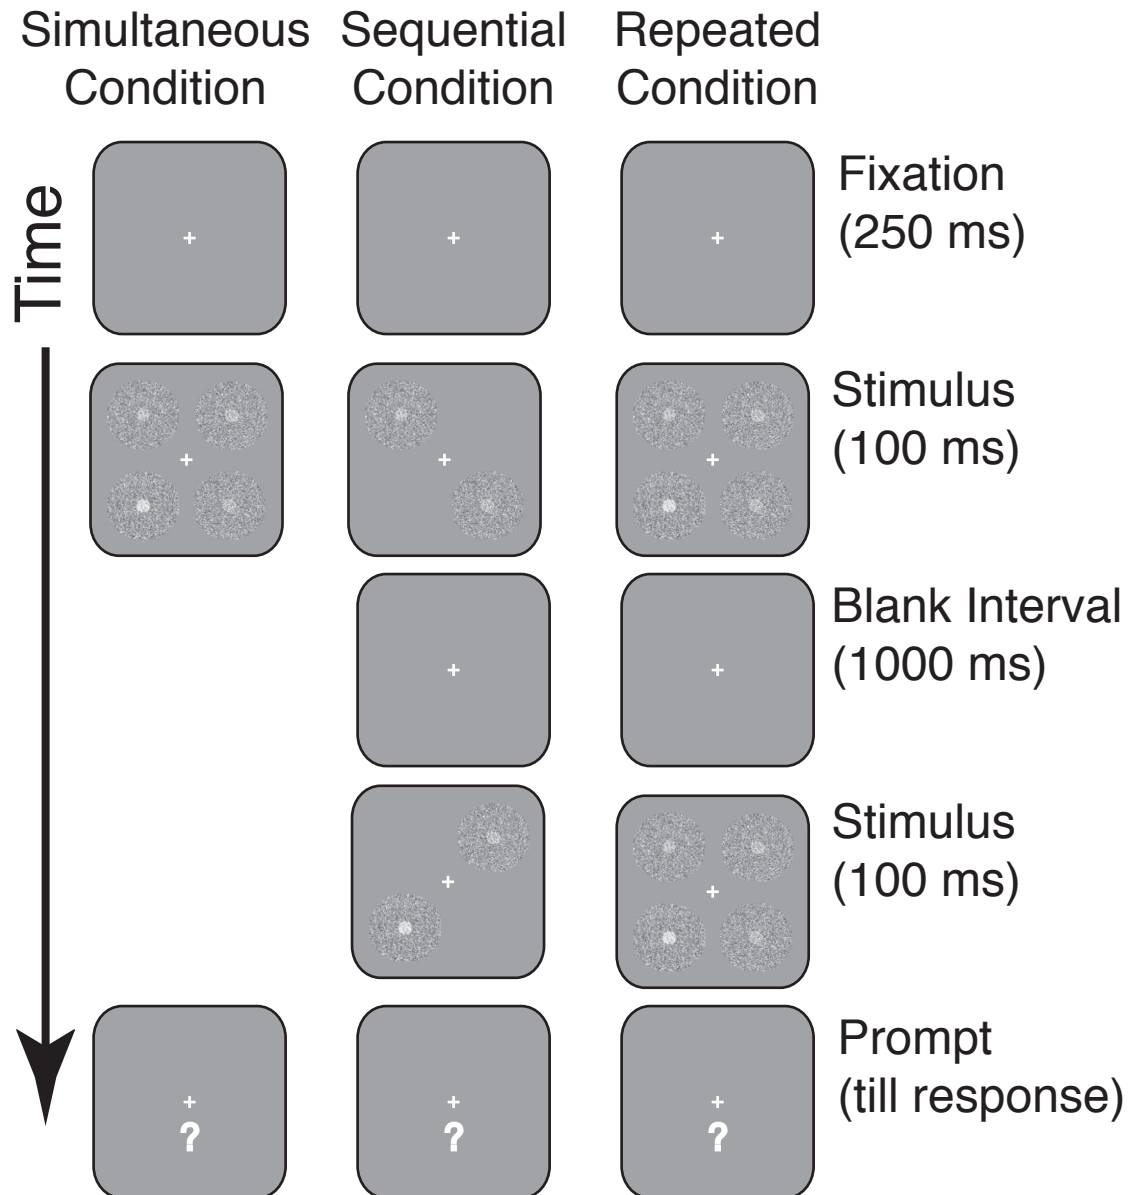 Simultaneous Condition
Sequential Condition
Repeated Condition
Time
Fixation
(250 ms)
Stimulus
(100 ms)
Blank Interval
(1000 ms)
Stimulus
(100 ms)
Prompt
(till response)
?
?
?